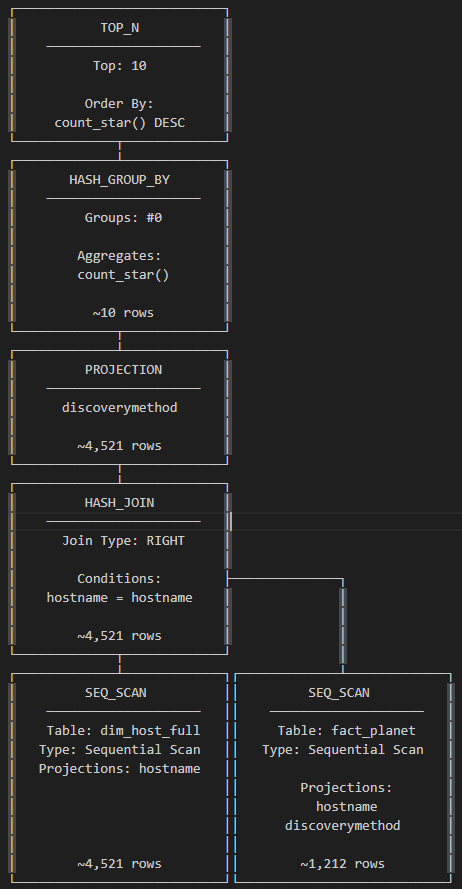 TOP_N
Top: 10
Order By:
count_star() DESC
HASH_GROUP_BY
Groups: #0
Aggregates:
count_star()
~10 rows
PROJECTION
discoverymethod
~4,521 rows
HASH_JOIN
Join Type: RIGHT
Conditions:
hostname = hostname
~4,521 rows
SEQ_SCAN
Table: dim_host_full
Type: Sequential Scan
Projections: hostname
~4,521 rows
SEQ_SCAN
Table: fact_planet
Type: Sequential Scan
Projections:
hostname
discoverymethod
~1,212 rows